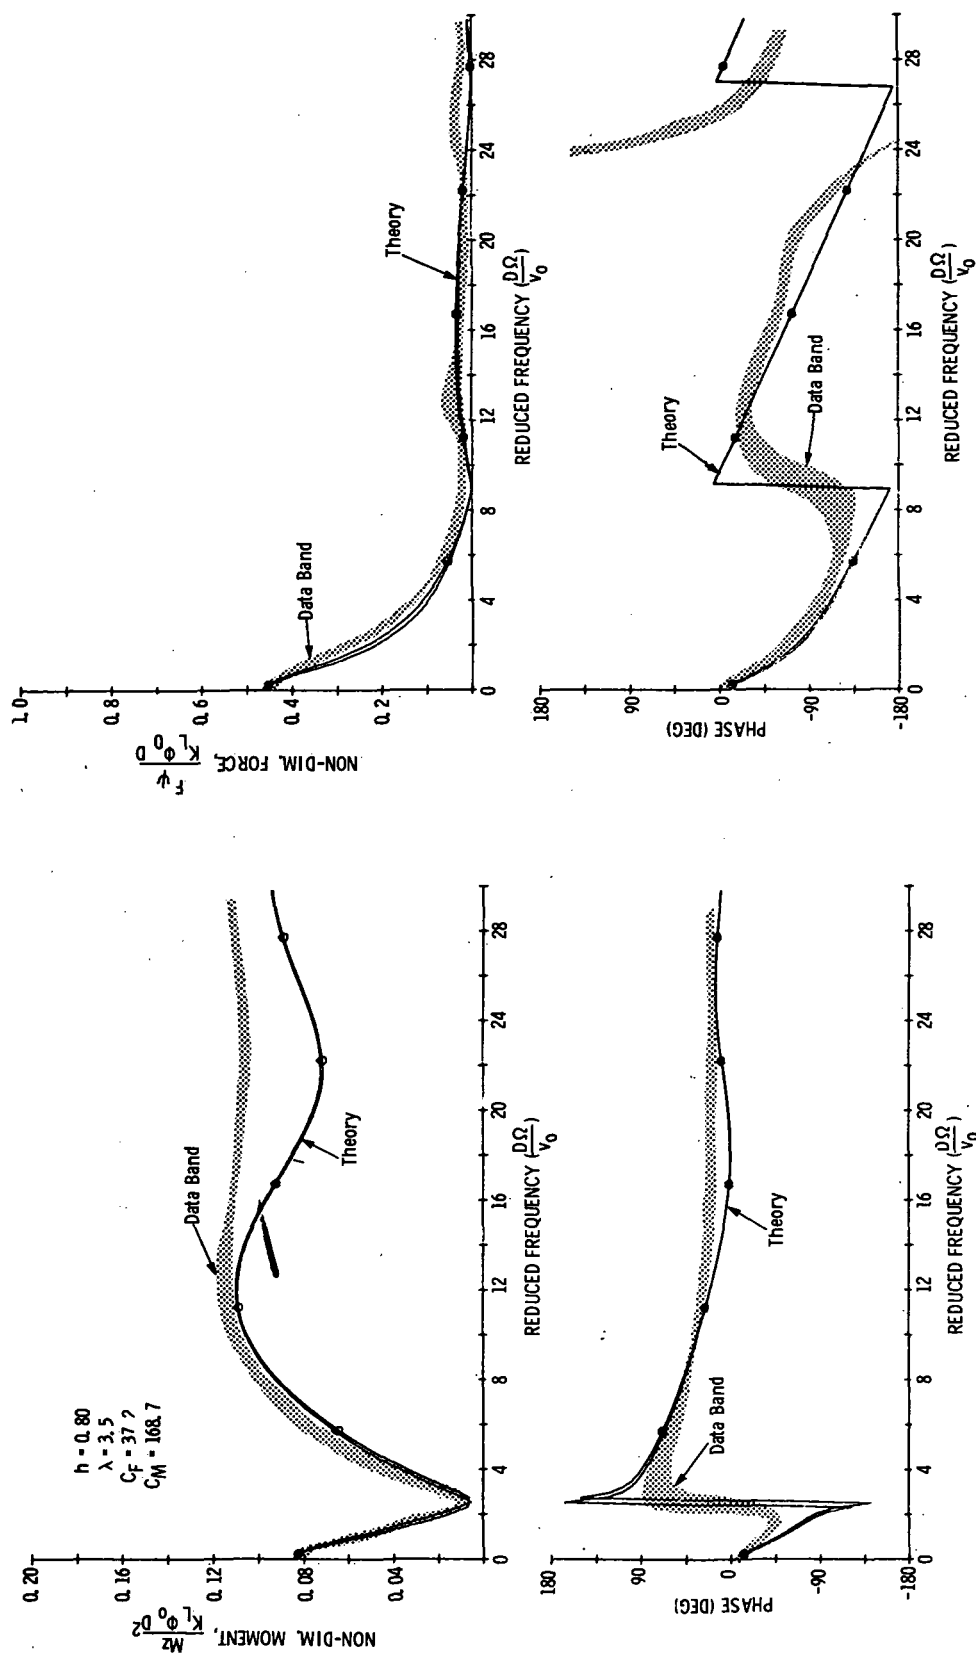 h = 0.80
λ = 3.5
C_F = 37.2
C_M = 168.7
NON-DIM. MOMENT, Mz / K_L Φ_0 D^2
0.20
0.16
0.12
0.08
0.04
Data Band
Theory
0 4 8 12 16 20 24 28
REDUCED FREQUENCY (DΩ / V_0)
PHASE (DEG)
180
90
0
-90
-180
Data Band
Theory
0 4 8 12 16 20 24 28
REDUCED FREQUENCY (DΩ / V_0)
NON-DIM. FORCE, F_ψ / K_L Φ_0 D
1.0
0.8
0.6
0.4
0.2
Data Band
Theory
0 4 8 12 16 20 24 28
REDUCED FREQUENCY (DΩ / V_0)
PHASE (DEG)
180
90
0
-90
-180
Theory
Data Band
0 4 8 12 16 20 24 28
REDUCED FREQUENCY (DΩ / V_0)